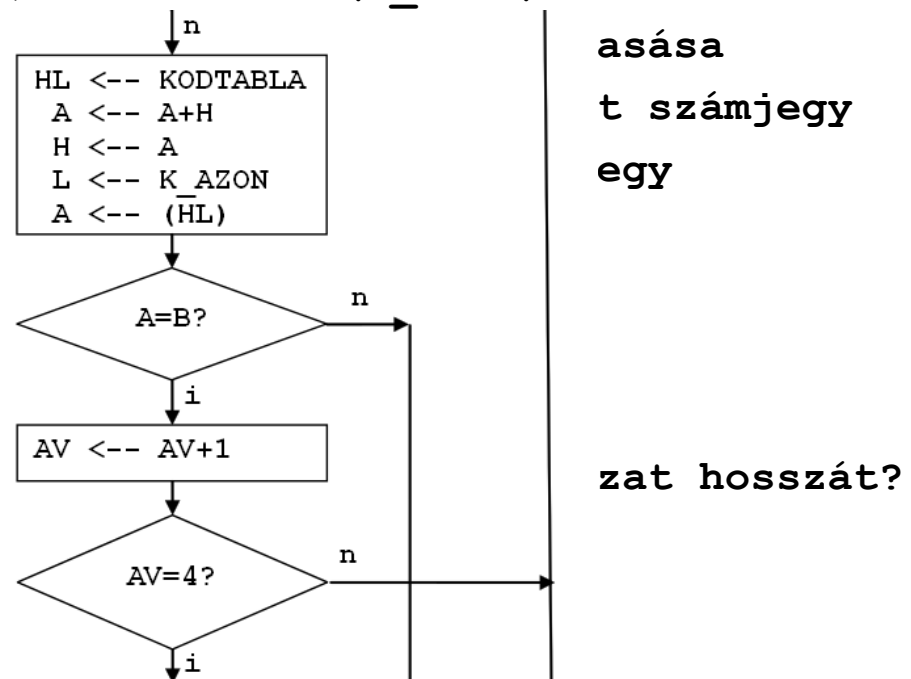 n
HL <-- KODTABLA
A <-- A+H
H <-- A
L <-- K_AZON
A <-- (HL)
asása
t számjegy
egy
A=B?
n
i
AV <-- AV+1
zat hosszát?
AV=4?
n
i